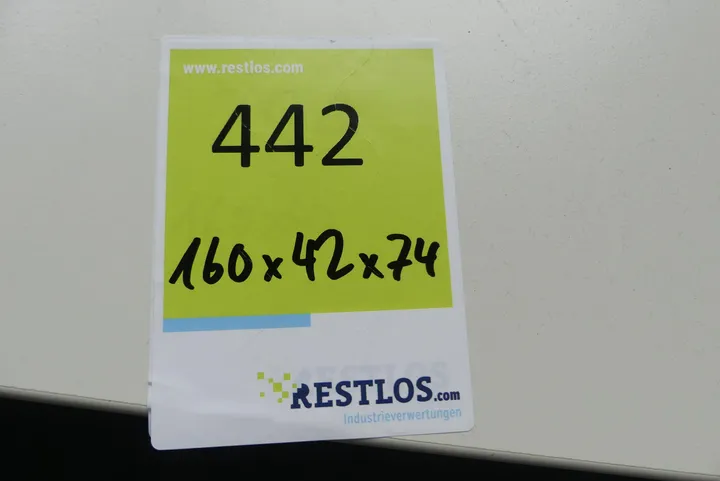 www.restlos.com
442
160x42x74
RESTLOS.com
Industrieverwertungen